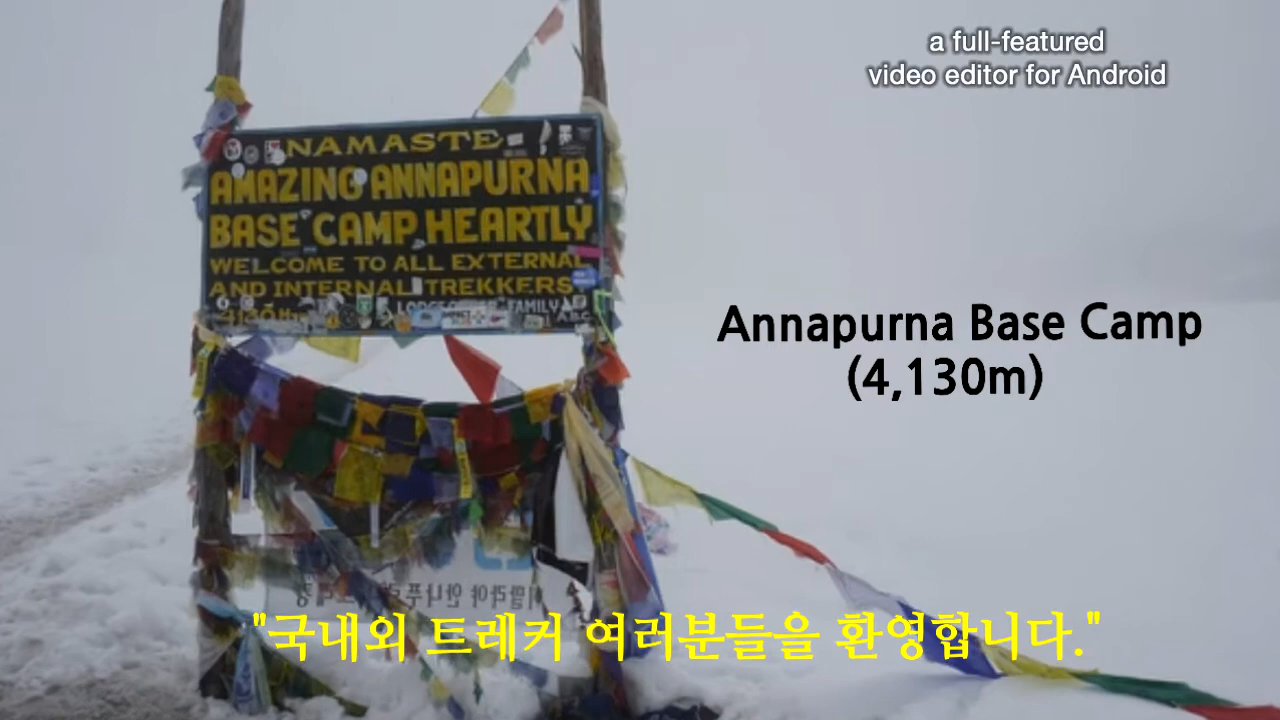 a full-featured
video editor for Android
NAMASTE
AMAZING ANNAPURNA
BASE CAMP HEARTLY
WELCOME TO ALL EXTERNAL
AND INTERNAL TREKKERS
4130
FAMILY
A.B.C
Annapurna Base Camp
(4,130m)
"국내외 트레커 여러분들을 환영합니다."